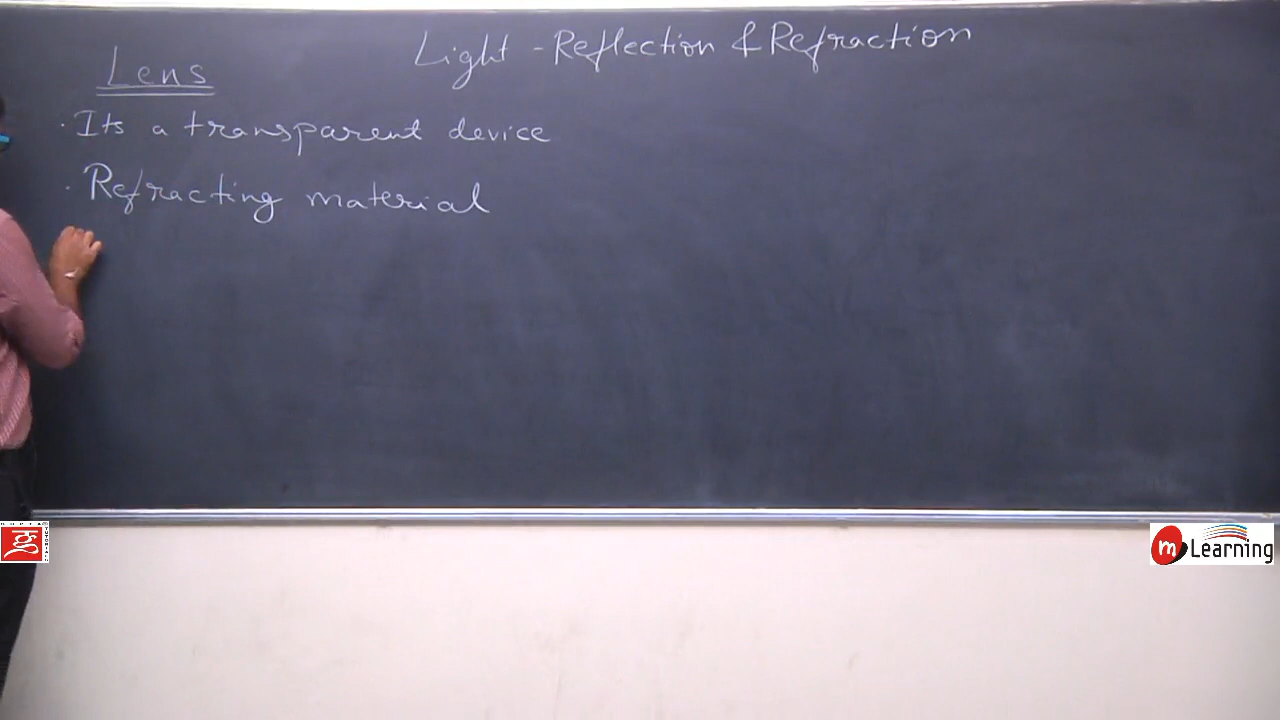 Light - Reflection & Refraction
Lens
· Its a transparent device
· Refracting material
m Learning